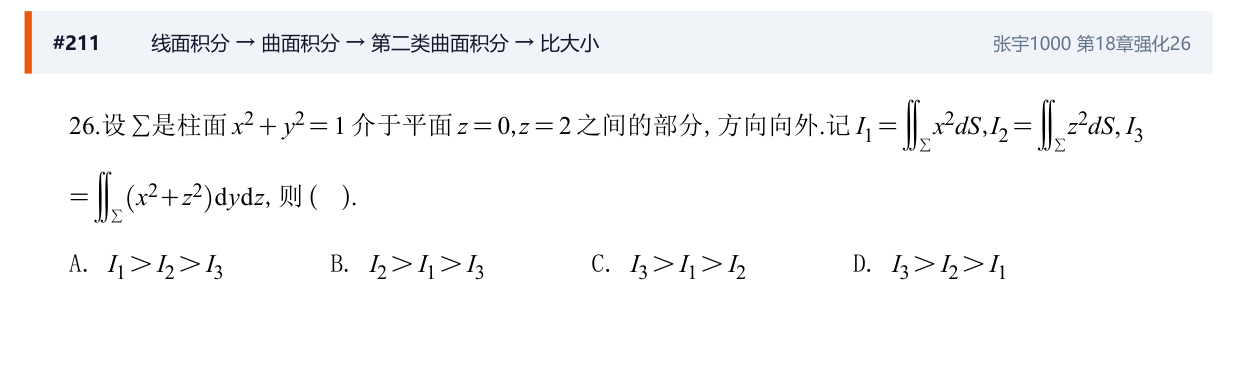 #211 线面积分 → 曲面积分 → 第二类曲面积分 → 比大小 张宇1000 第18章强化26
26.设 ∑是柱面 x²+y²=1 介于平面 z=0,z=2 之间的部分, 方向向外.记 I₁=∬_∑ x²dS,I₂=∬_∑ z²dS, I₃
=∬_∑ (x²+z²)dydz, 则 ( ).
A. I₁>I₂>I₃ B. I₂>I₁>I₃ C. I₃>I₁>I₂ D. I₃>I₂>I₁